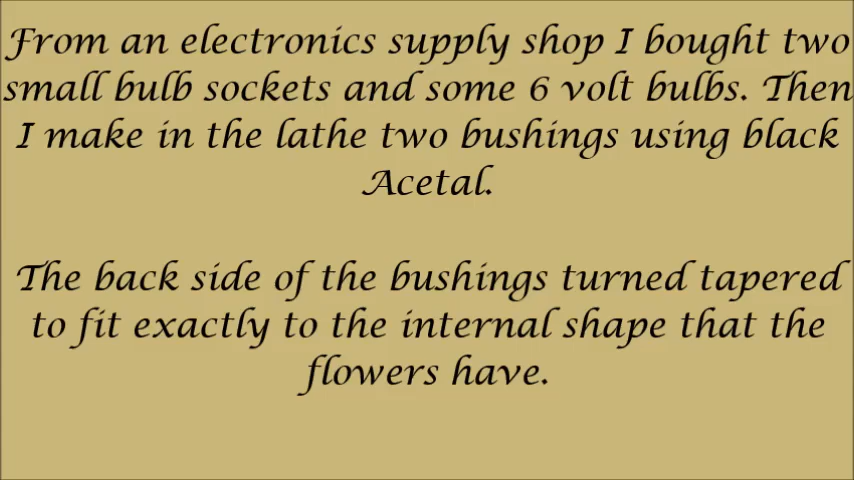 From an electronics supply shop I bought two
small bulb sockets and some 6 volt bulbs. Then
I make in the lathe two bushings using black
Acetal.
The back side of the bushings turned tapered
to fit exactly to the internal shape that the
flowers have.